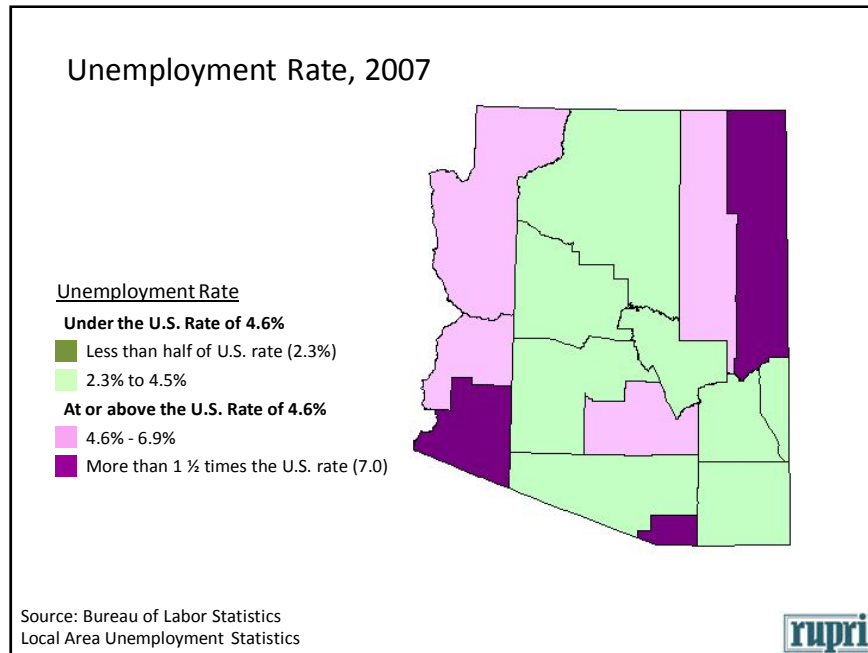 Unemployment Rate, 2007
Unemployment Rate
Under the U.S. Rate of 4.6%
Less than half of U.S. rate (2.3%)
2.3% to 4.5%
At or above the U.S. Rate of 4.6%
4.6% - 6.9%
More than 1 ½ times the U.S. rate (7.0)
Source: Bureau of Labor Statistics
Local Area Unemployment Statistics
rupri